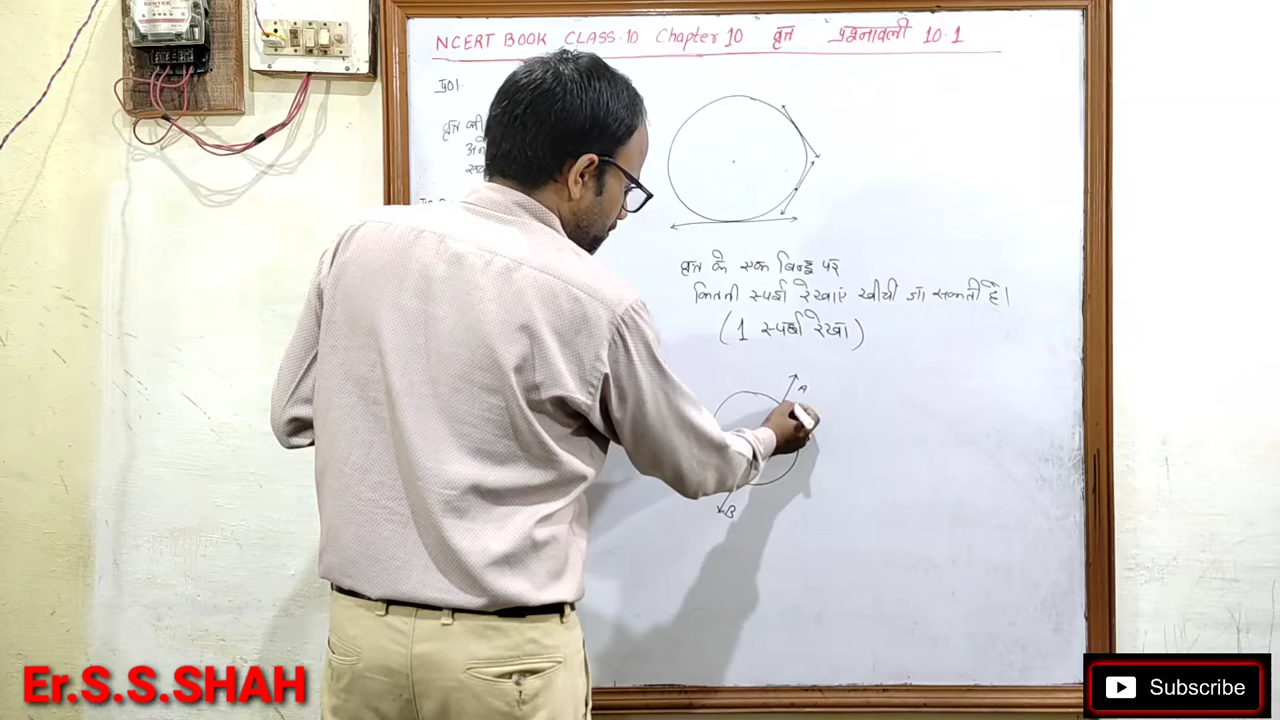 NCERT BOOK CLASS.10 Chapter 10 वृत्त प्रश्नावली 10.1
वृत्त की
वृत्त के एक बिन्दु पर
कितनी स्पर्श रेखाएं खींची जा सकती है।
(1 स्पर्श रेखा)
A
B
Er.S.S.SHAH
Subscribe